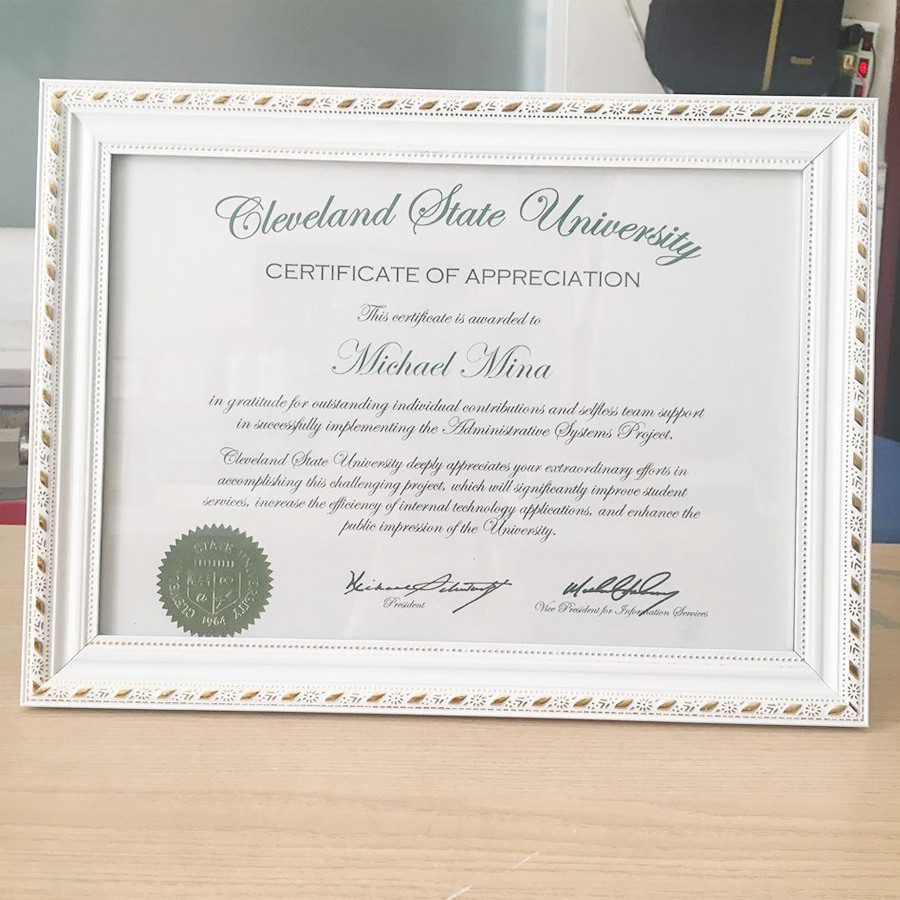 Cleveland State University
CERTIFICATE OF APPRECIATION
This certificate is awarded to
Michael Mina
in gratitude for outstanding individual contributions and selfless team support
in successfully implementing the Administrative Systems Project.
Cleveland State University deeply appreciates your extraordinary efforts in
accomplishing this challenging project, which will significantly improve student
services, increase the efficiency of internal technology applications, and enhance the
public impression of the University.
President
Vice President for Information Services
STATE UNIVERSITY
1964